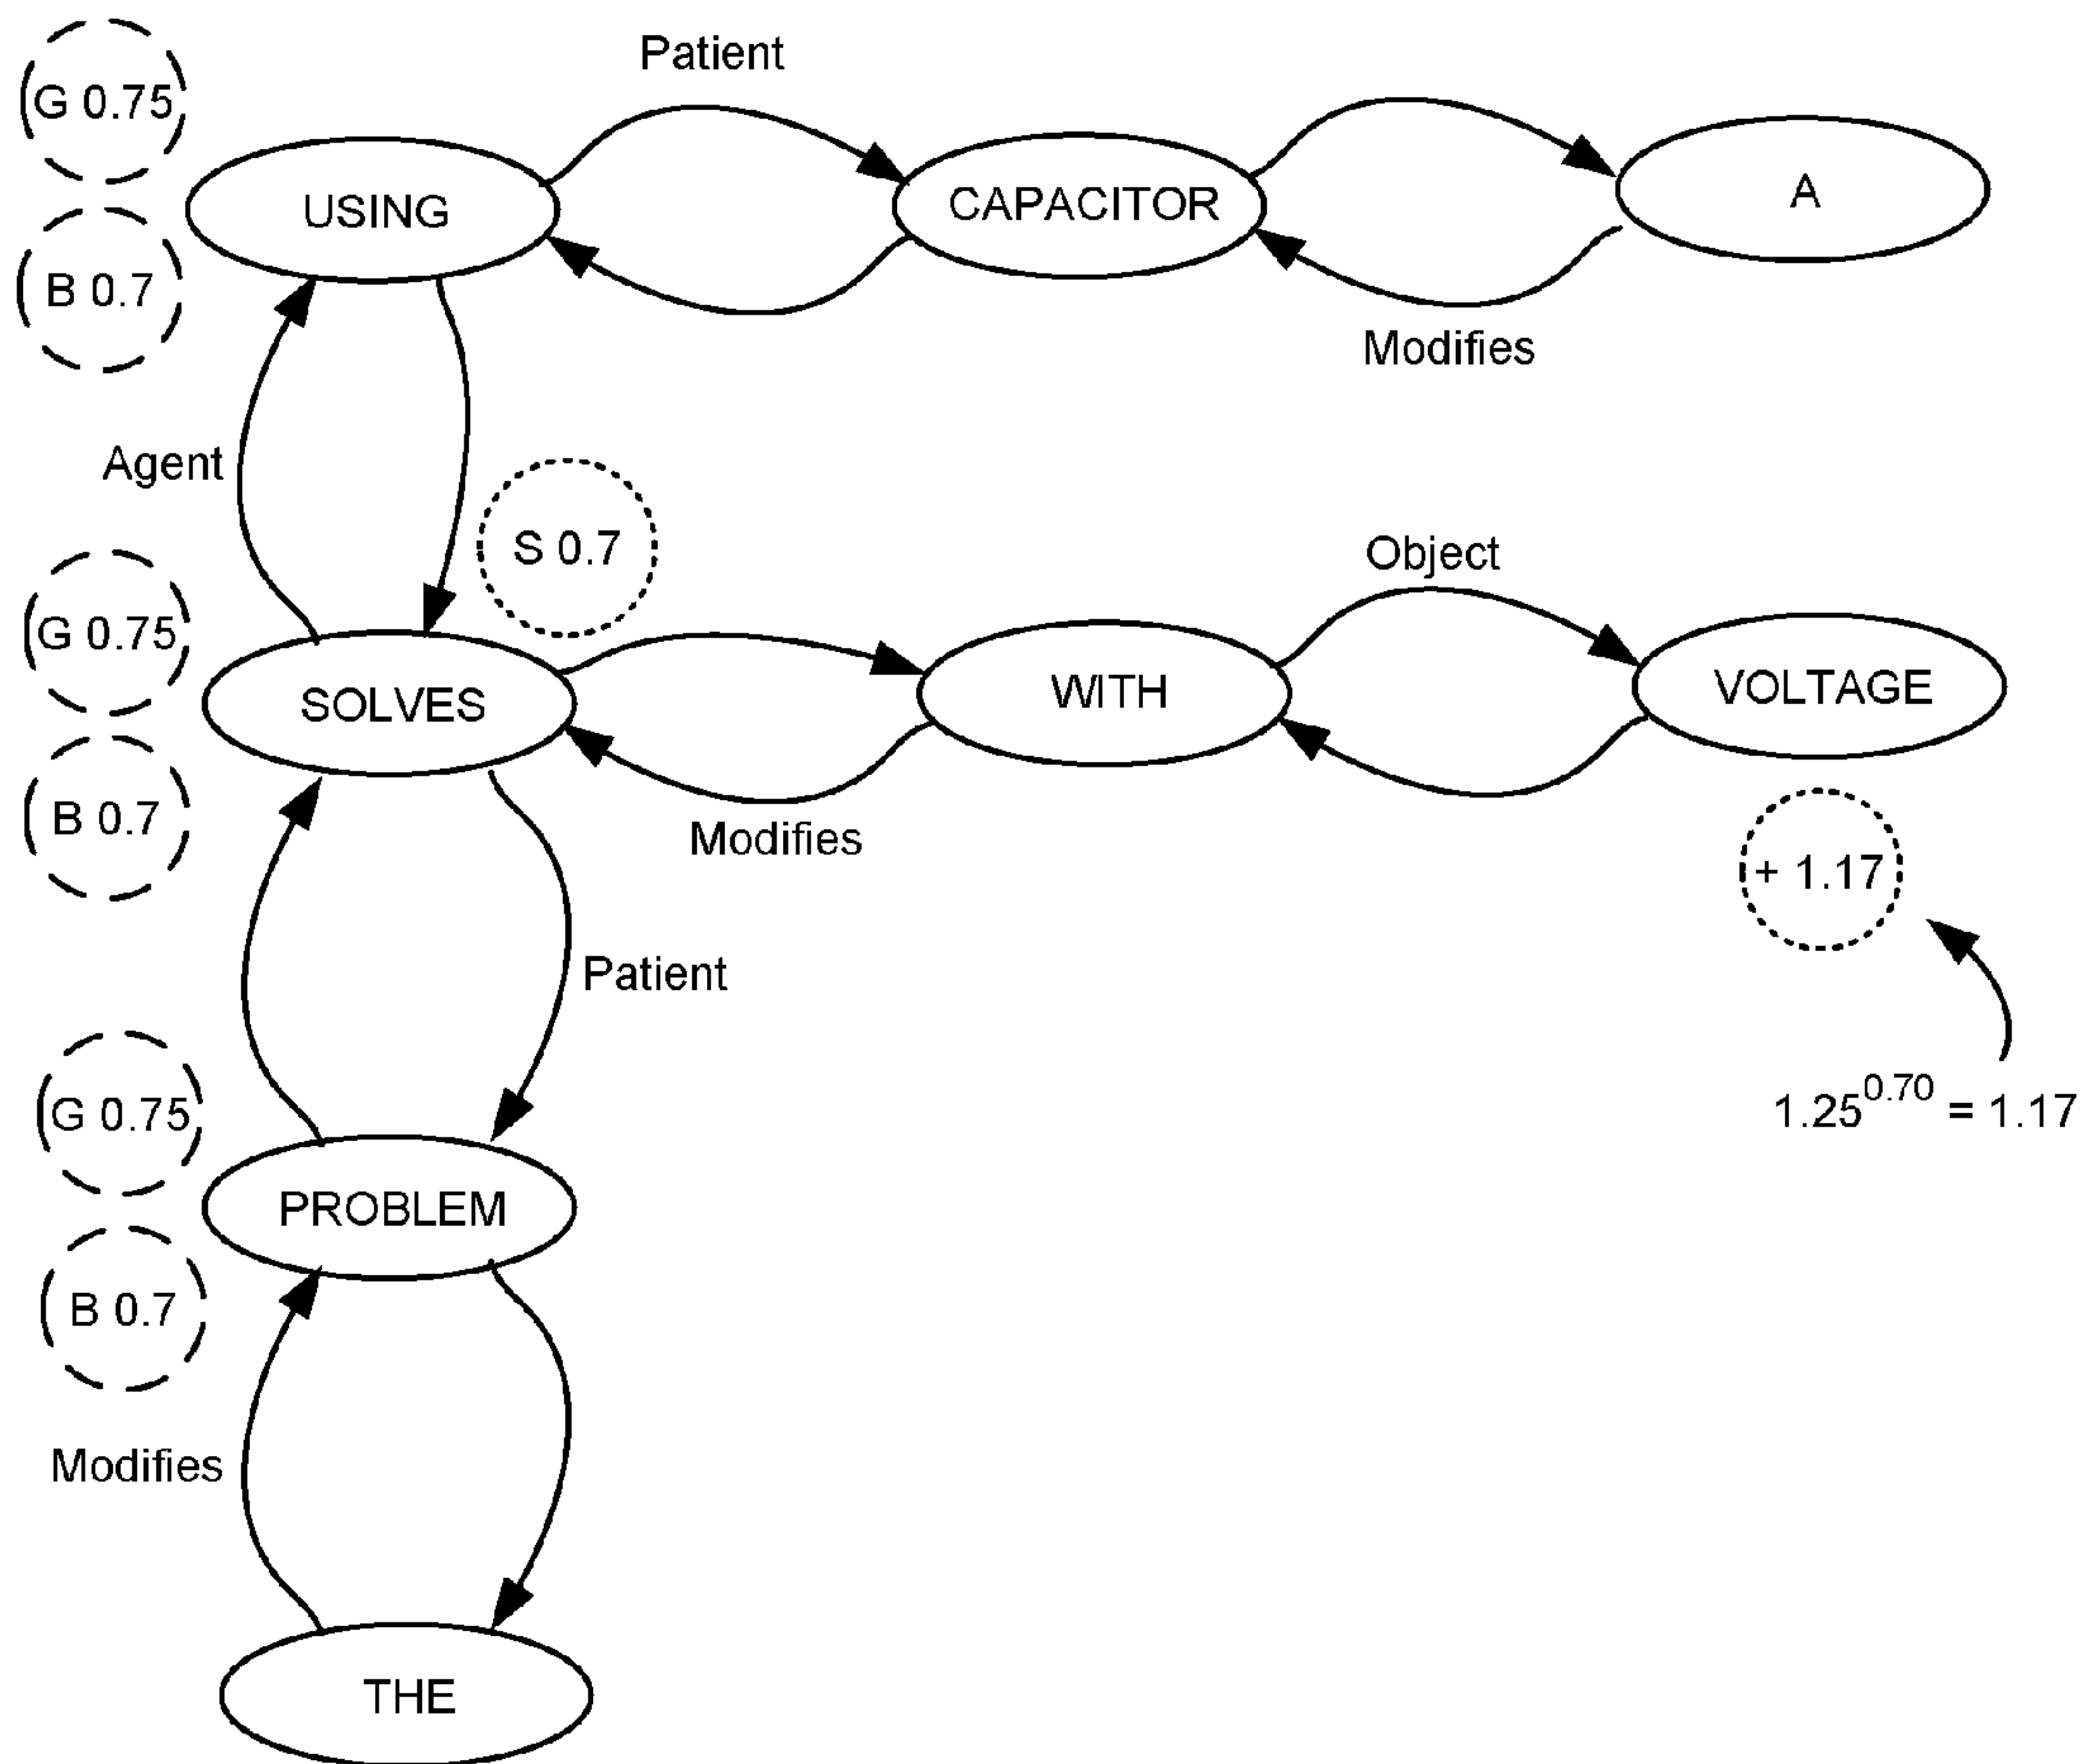 Patient
G 0.75
USING
CAPACITOR
A
B 0.7
Modifies
Agent
S 0.7
Object
G 0.75
SOLVES
WITH
VOLTAGE
B 0.7
Modifies
+ 1.17
Patient
G 0.75
1.25^0.70 = 1.17
PROBLEM
B 0.7
Modifies
THE